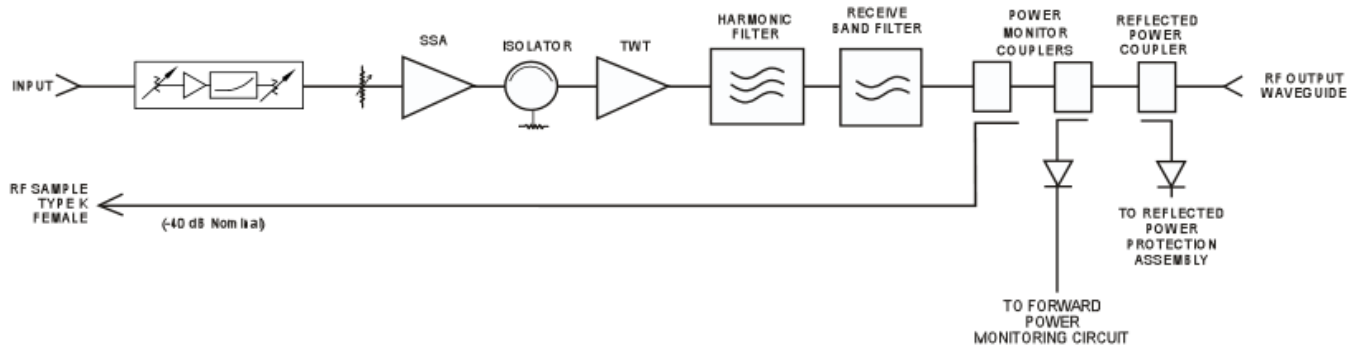 INPUT
SSA
ISOLATOR
TWT
HARMONIC
FILTER
RECEIVE
BAND FILTER
POWER
MONITOR
COUPLERS
REFLECTED
POWER
COUPLER
RF OUTPUT
WAVEGUIDE
RF SAMPLE
TYPE K
FEMALE
(-40 dB Nominal)
TO REFLECTED
POWER
PROTECTION
ASSEMBLY
TO FORWARD
POWER
MONITORING CIRCUIT